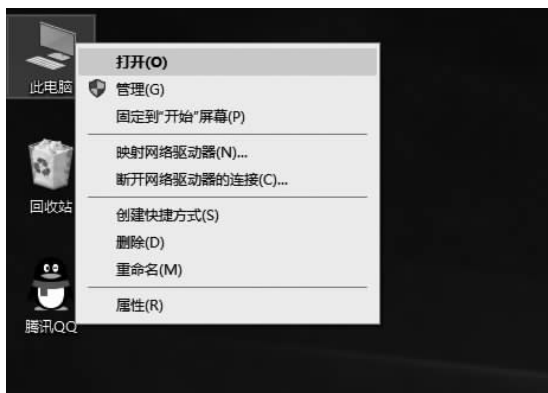 此电脑
回收站
腾讯QQ
打开(O)
管理(G)
固定到"开始"屏幕(P)
映射网络驱动器(N)...
断开网络驱动器的连接(C)...
创建快捷方式(S)
删除(D)
重命名(M)
属性(R)